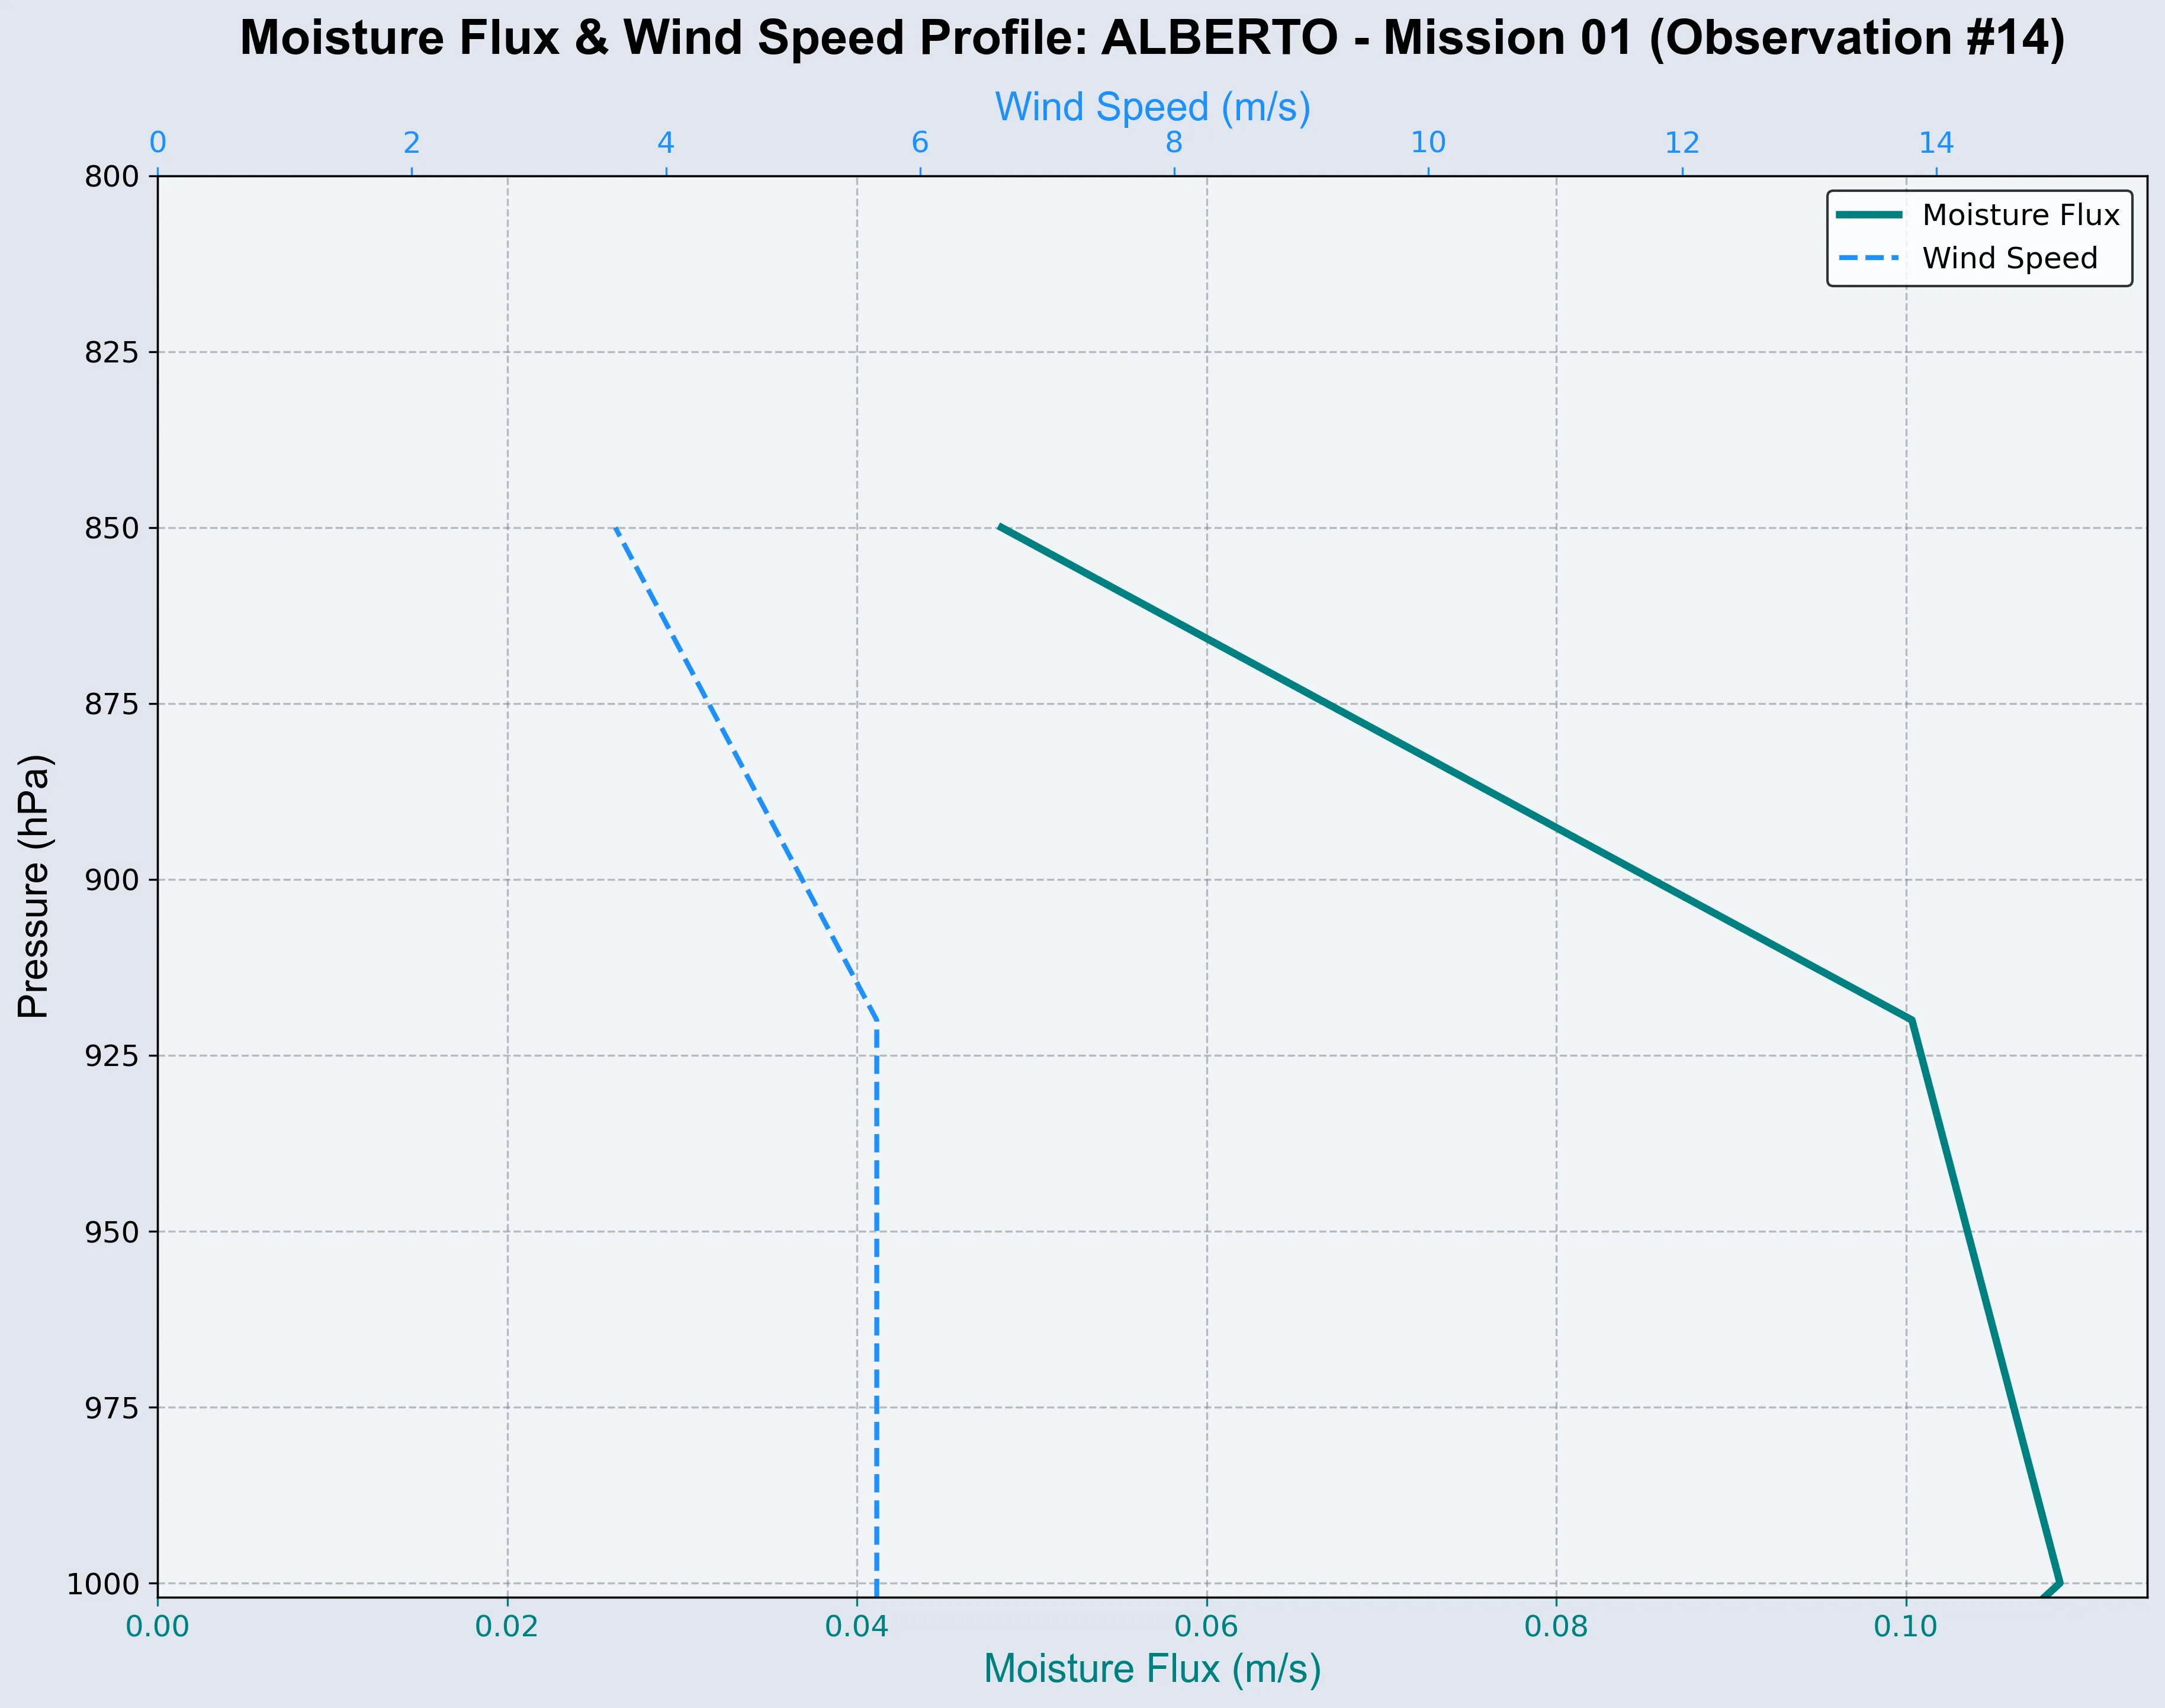 Moisture Flux & Wind Speed Profile: ALBERTO - Mission 01 (Observation #14)
Wind Speed (m/s)
0 2 4 6 8 10 12 14
Moisture Flux
Wind Speed
Pressure (hPa)
800
825
850
875
900
925
950
975
1000
0.00 0.02 0.04 0.06 0.08 0.10
Moisture Flux (m/s)